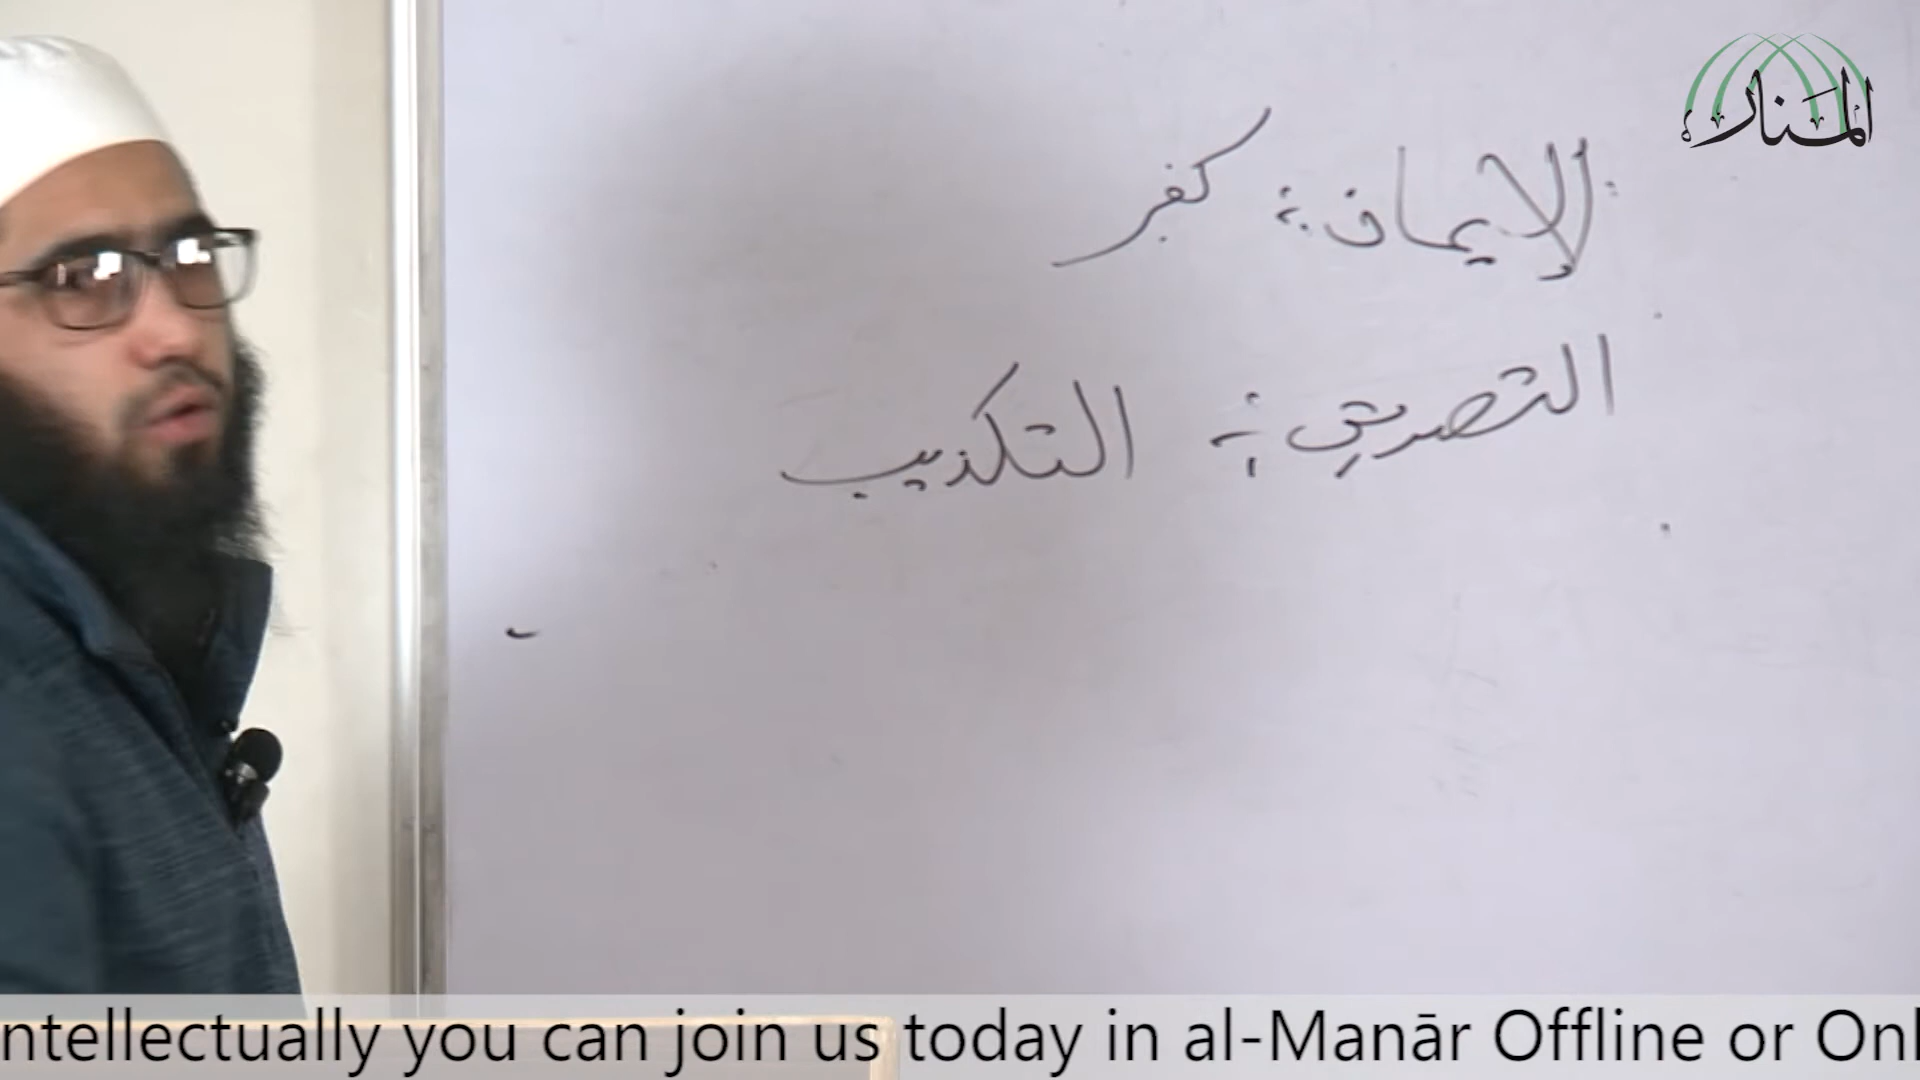 المنار
الإيمان ÷ كفر
التصديق ÷ التكذيب
ntellectually you can join us today in al-Manār Offline or Onl